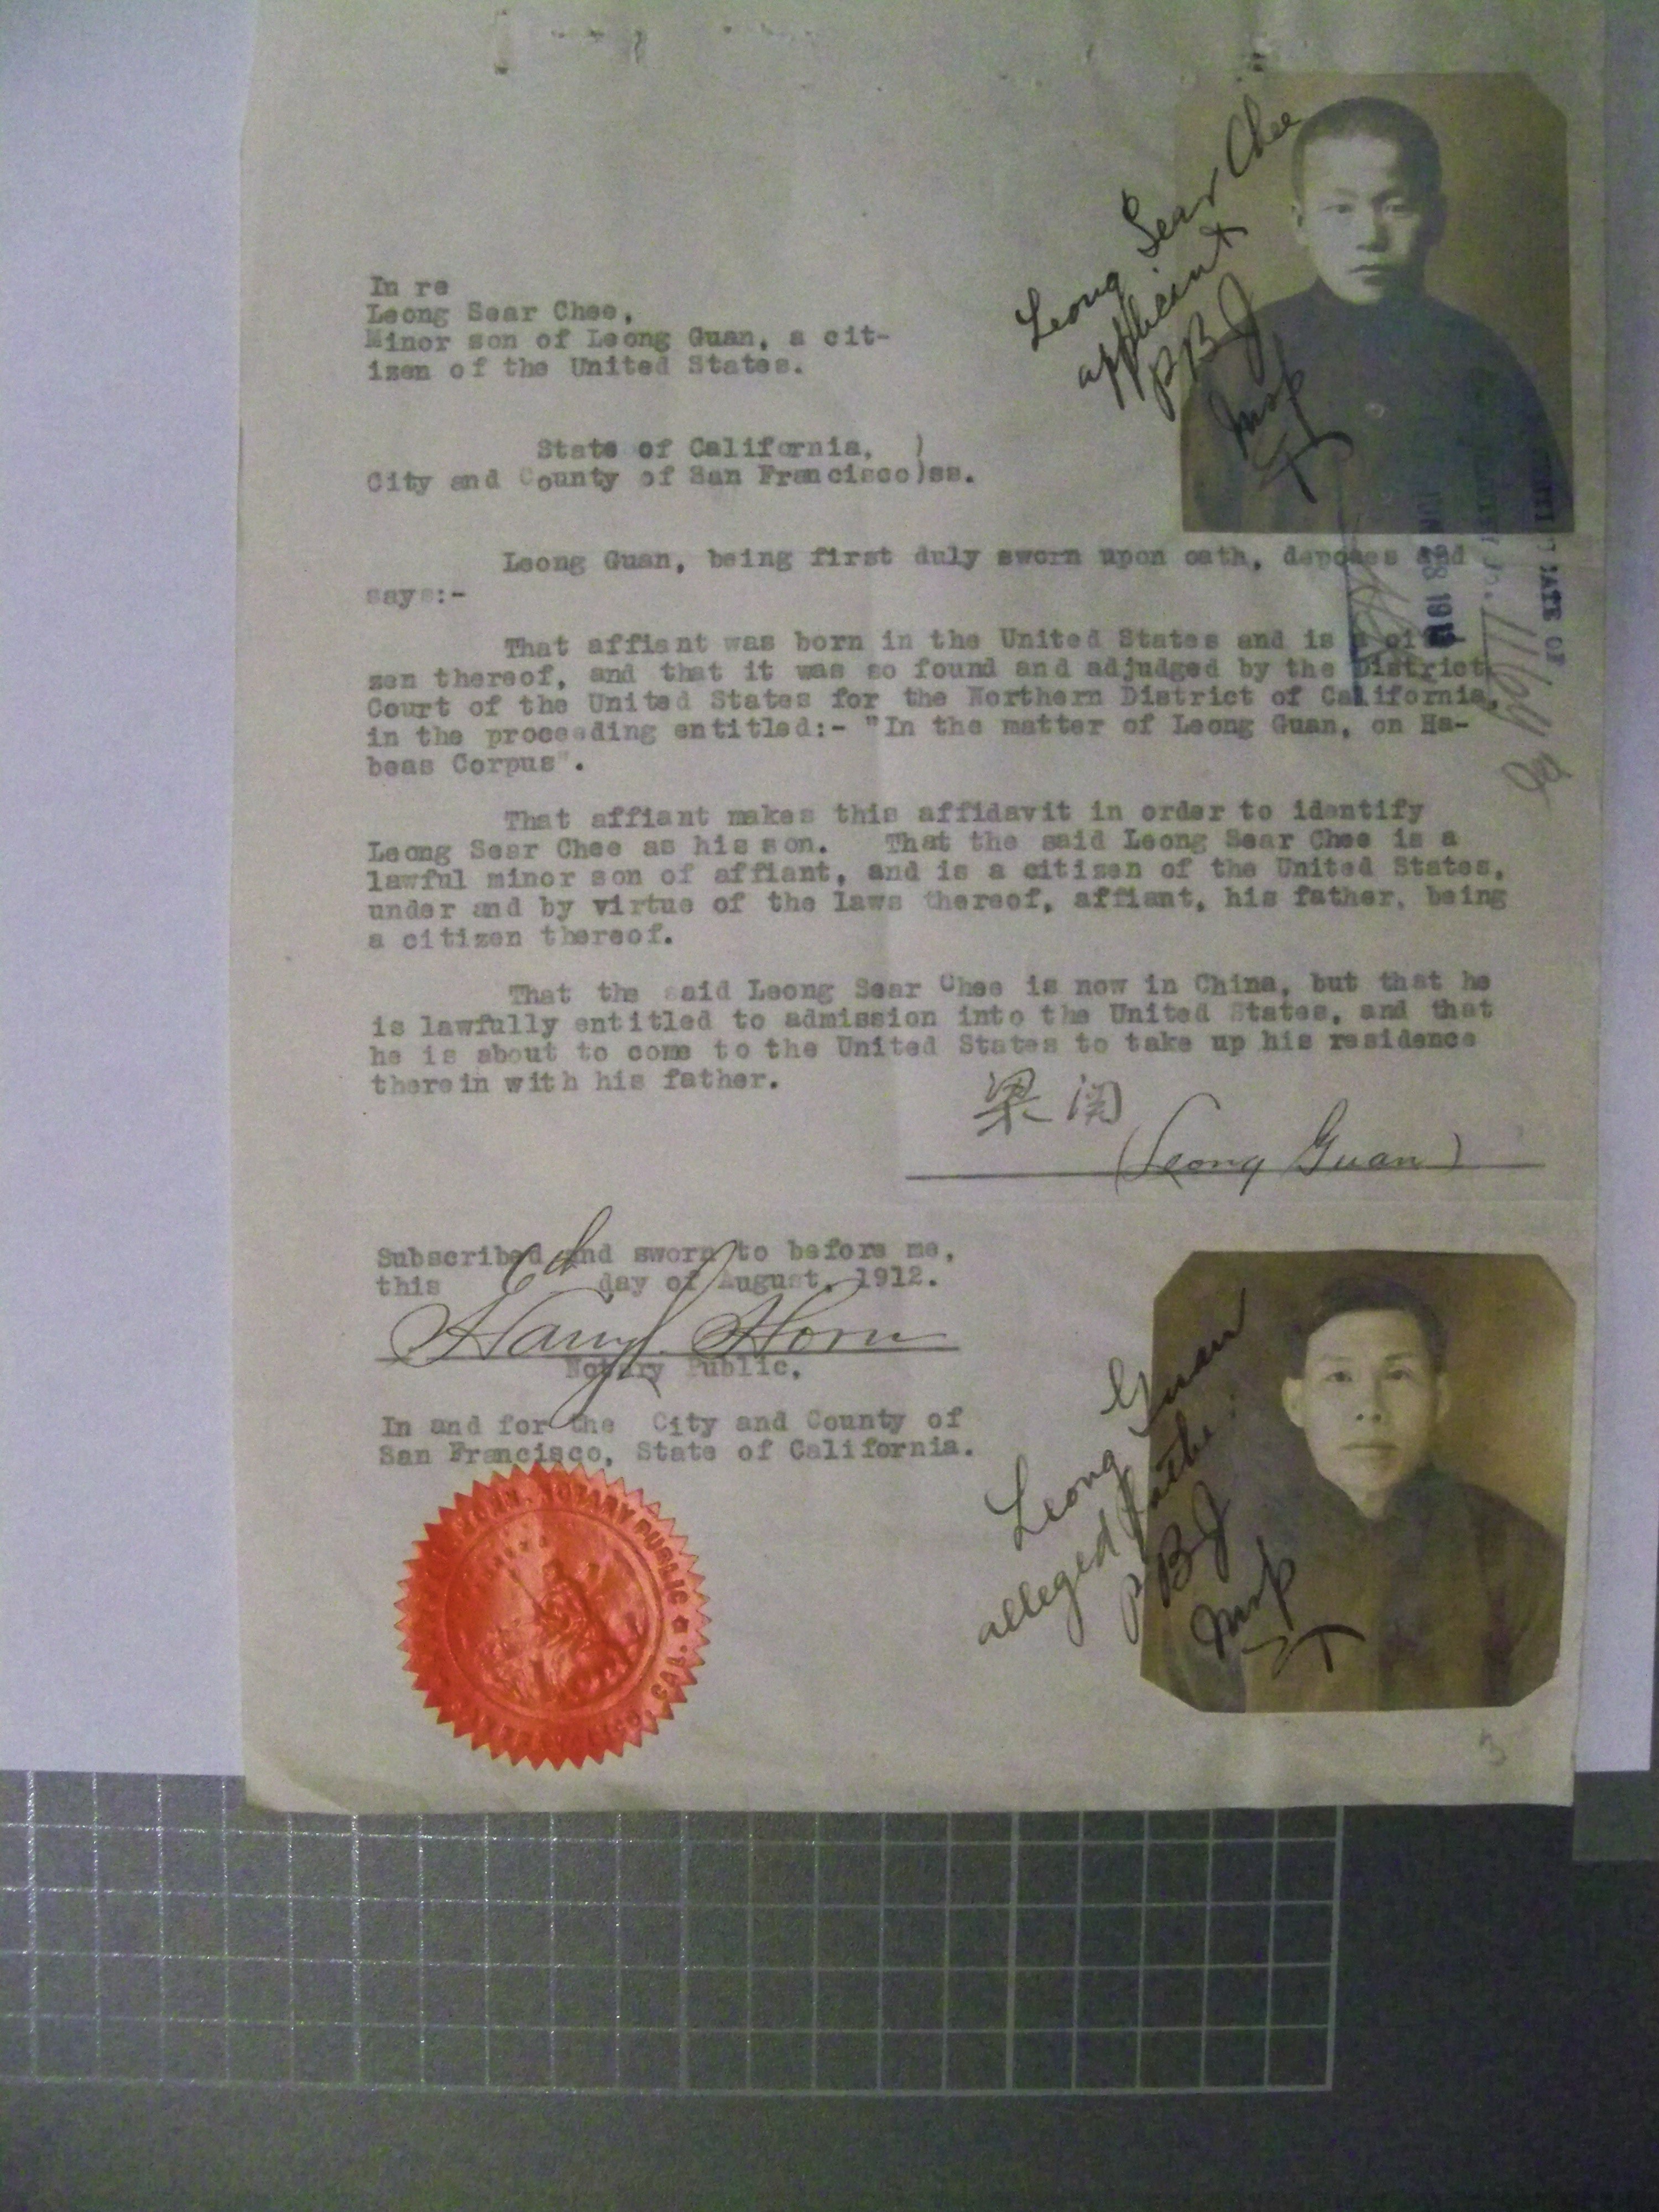 Leong Sear Chee
applicant
PBJ
Insp
In re
Leong Sear Chee,
Minor son of Leong Guan, a cit-
izen of the United States.
State of California, )
City and County of San Francisco)ss.
Leong Guan, being first duly sworn upon oath, deposes and
says:-
That affiant was born in the United States and is a citi
zen thereof, and that it was so found and adjudged by the District
Court of the United States for the Northern District of California,
in the proceeding entitled:- "In the matter of Leong Guan, on Ha-
beas Corpus".
That affiant makes this affidavit in order to identify
Leong Sear Chee as his son. That the said Leong Sear Chee is a
lawful minor son of affiant, and is a citizen of the United States,
under and by virtue of the laws thereof, affiant, his father, being
a citizen thereof.
That the said Leong Sear Chee is now in China, but that he
is lawfully entitled to admission into the United States, and that
he is about to come to the United States to take up his residence
therein with his father.
梁関
(Leong Guan)
Subscribed and sworn to before me,
this 6th day of August, 1912.
Harry J. Horn
Notary Public.
In and for the City and County of
San Francisco, State of California.
Leong Guan
alleged father
PBJ
Insp
HORN, NOTARY PUBLIC ★ CAL.
3